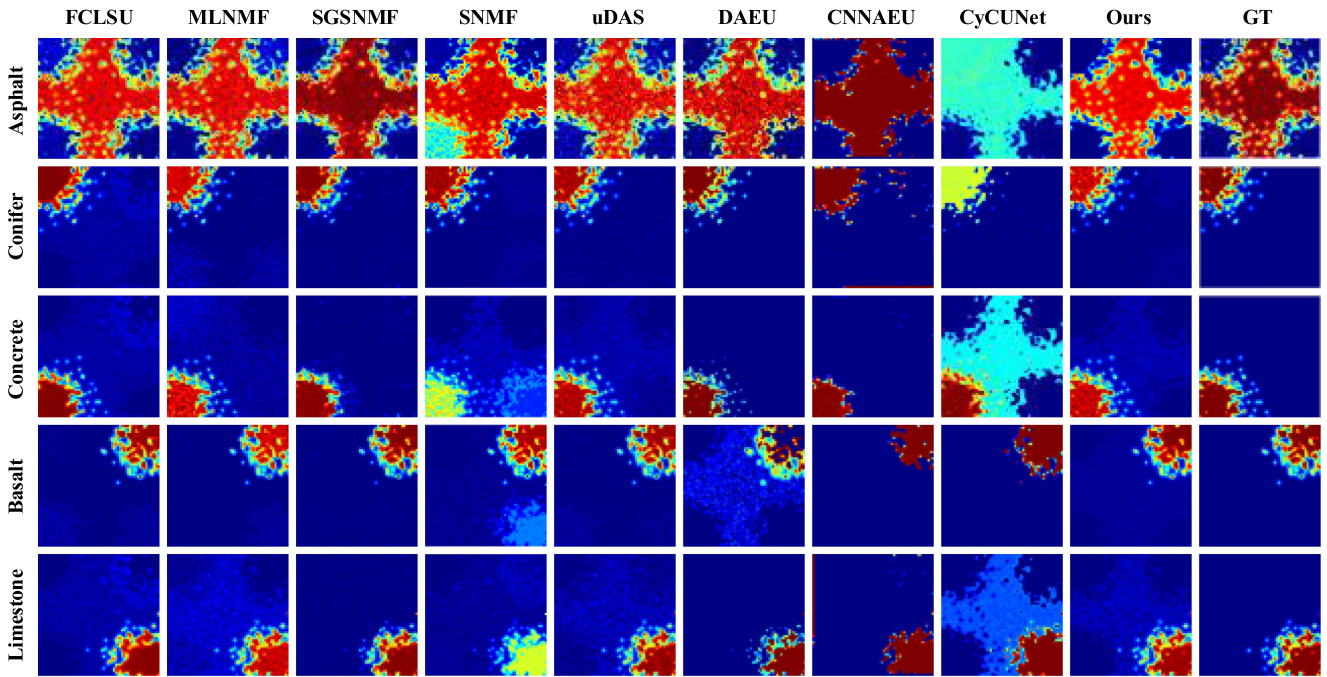 FCLSU MLNMF SGSNMF SNMF uDAS DAEU CNNAEU CyCUNet Ours GT
Asphalt
Conifer
Concrete
Basalt
Limestone